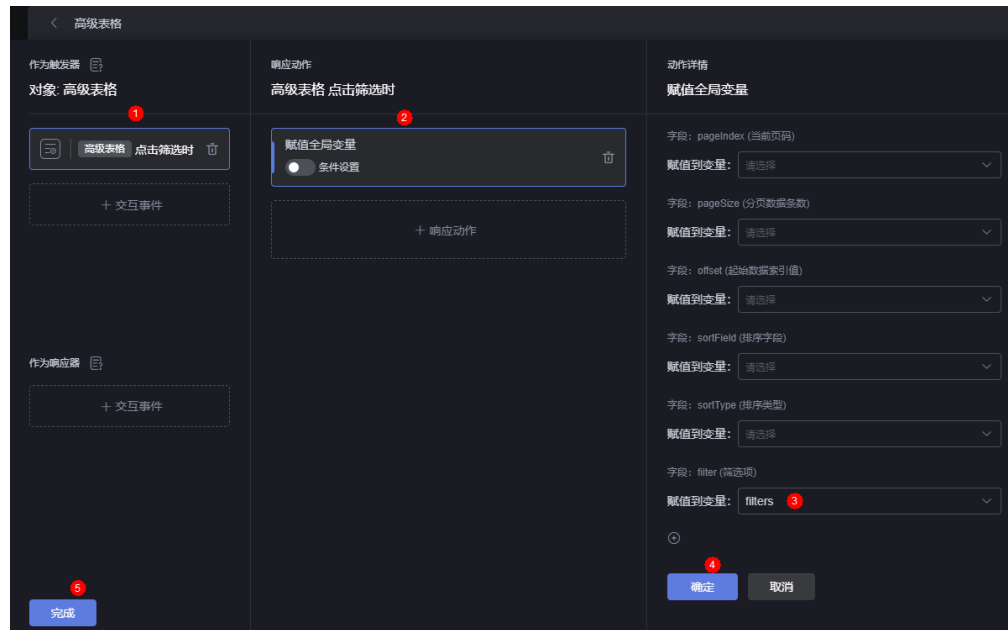 高级表格
作为触发器
对象: 高级表格
1
高级表格 点击筛选时
交互事件
作为响应器
交互事件
5
完成
响应动作
高级表格 点击筛选时
2
赋值全局变量
条件设置
响应动作
动作详情
赋值全局变量
字段：pageIndex (当前页码)
赋值到变量： 请选择
字段：pageSize (分页数据条数)
赋值到变量： 请选择
字段：offset (起始数据索引值)
赋值到变量： 请选择
字段：sortField (排序字段)
赋值到变量： 请选择
字段：sortType (排序类型)
赋值到变量： 请选择
字段：filter (筛选项)
赋值到变量： filters 3
4
确定 取消